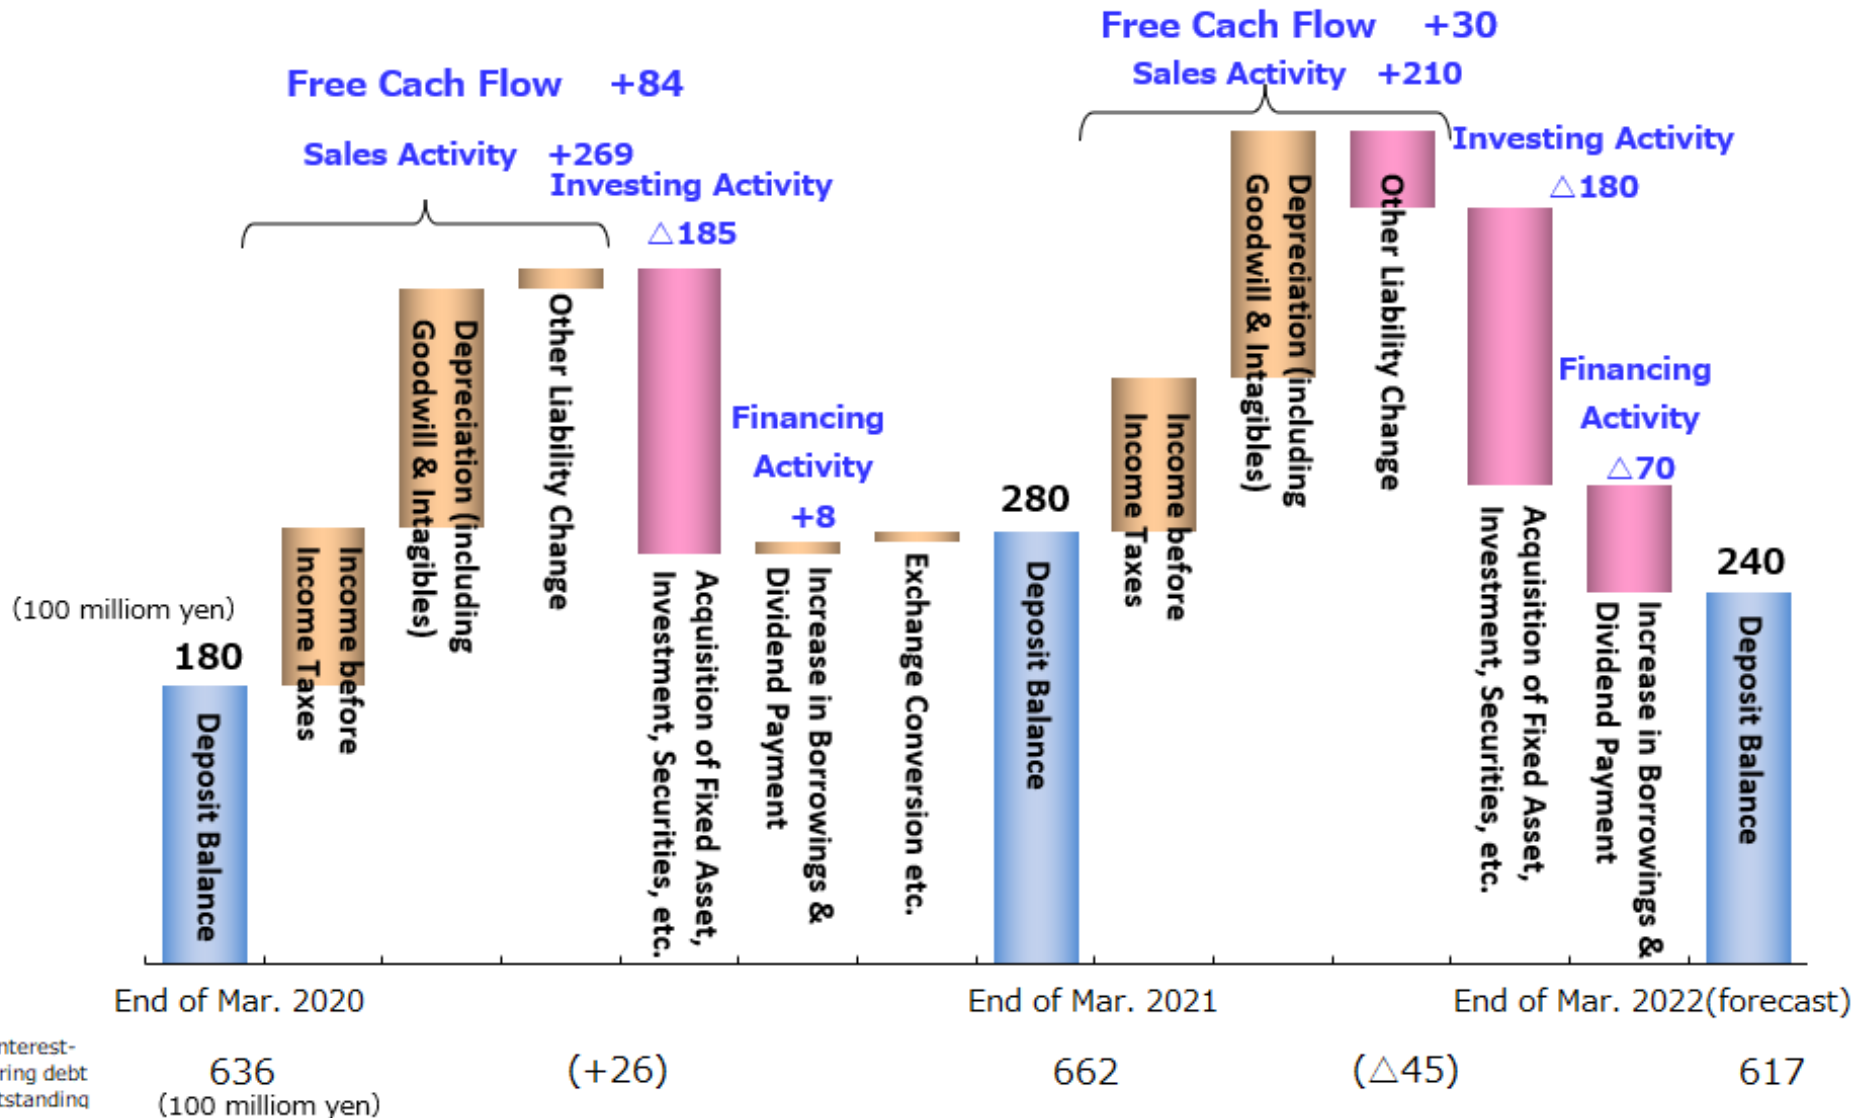 Free Cach Flow +30
Sales Activity +210
Free Cach Flow +84
Sales Activity +269
Investing Activity
△185
Investing Activity
△180
Financing
Activity
+8
Financing
Activity
△70
(100 milliom yen)
180
Deposit Balance
Income before
Income Taxes
Depreciation (including
Goodwill & Intagibles)
Other Liability Change
Acquisition of Fixed Asset,
Investment, Securities, etc.
Increase in Borrowings &
Dividend Payment
Exchange Conversion etc.
280
Deposit Balance
Income before
Income Taxes
Depreciation (including
Goodwill & Intagibles)
Other Liability Change
Acquisition of Fixed Asset,
Investment, Securities, etc.
Increase in Borrowings &
Dividend Payment
240
Deposit Balance
End of Mar. 2020
End of Mar. 2021
End of Mar. 2022(forecast)
nterest-
ring debt
tstanding
636
(+26)
662
(△45)
617
(100 milliom yen)